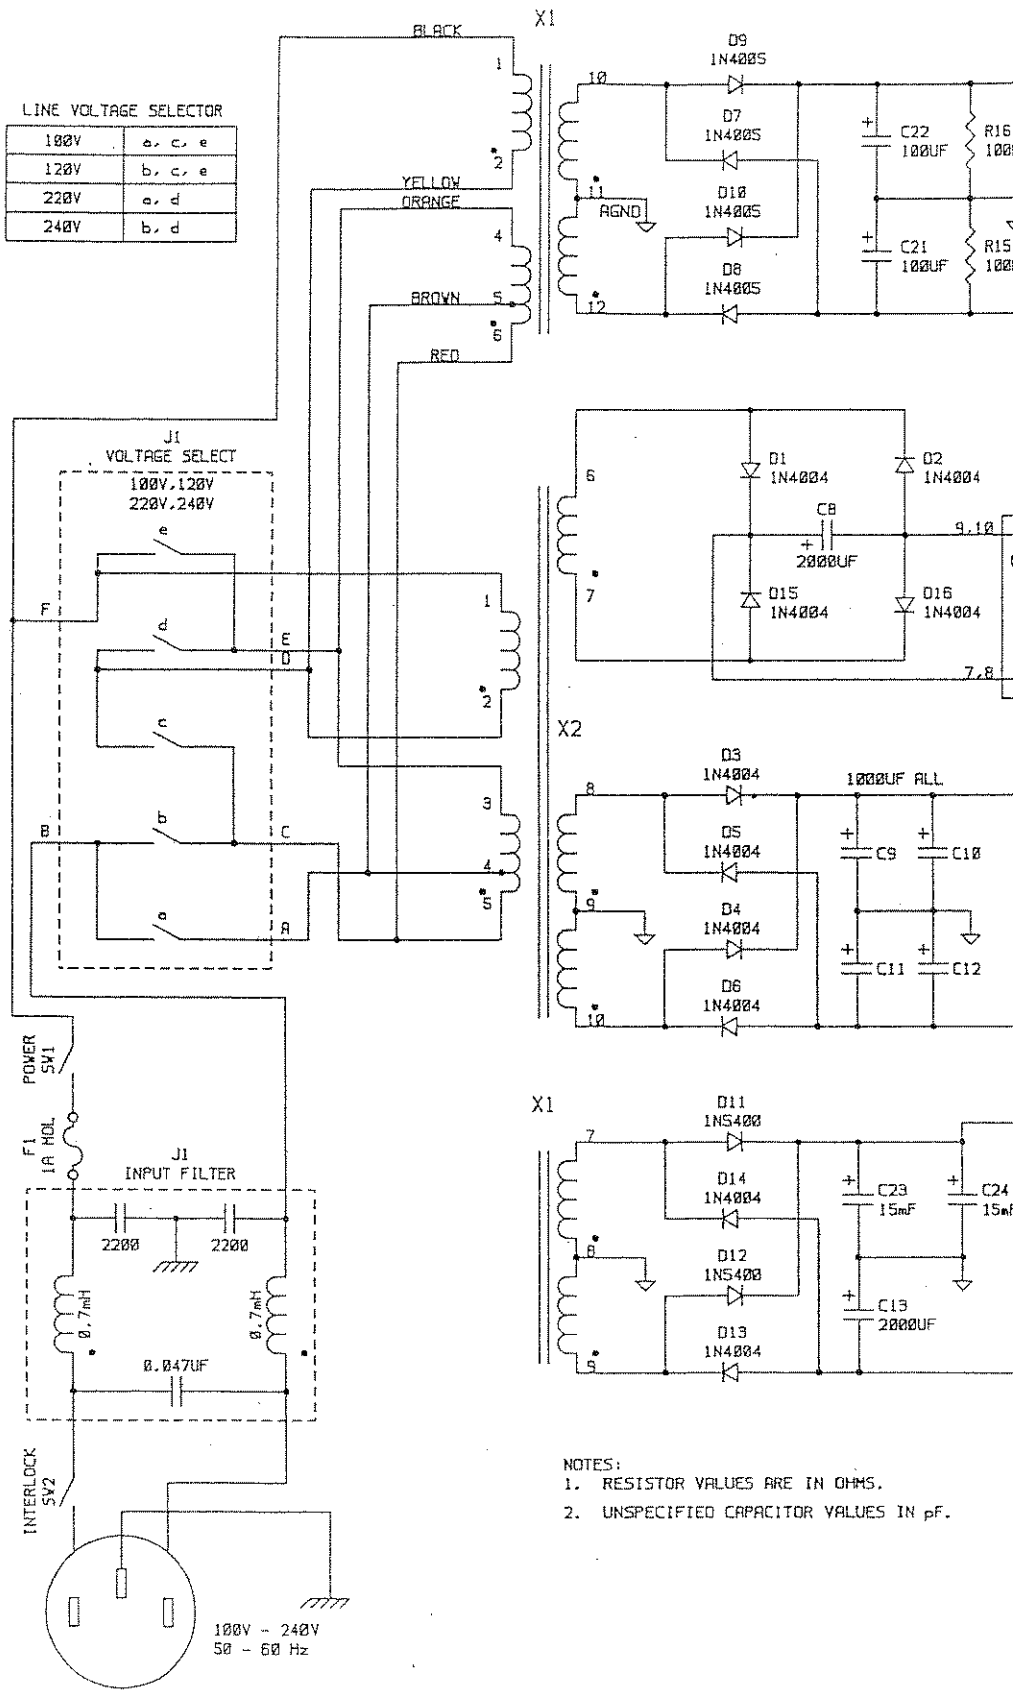 X1
BLACK
1
2
YELLOW
ORANGE
4
BROWN
5
6
RED
LINE VOLTAGE SELECTOR
100V a, c, e
120V b, c, e
220V a, d
240V b, d
10
11
AGND
12
D9
1N4005
D7
1N4005
D10
1N4005
D8
1N4005
+ C22
100UF
R16
+ C21
100UF
R15
J1
VOLTAGE SELECT
100V,120V
220V,240V
e
F
d
E
D
c
b
B
C
a
A
1
2
3
4
5
6
7
D1
1N4004
D2
1N4004
C8
+
2000UF
D15
1N4004
D16
1N4004
9,10
7,8
X2
8
9
10
D3
1N4004
D5
1N4004
D4
1N4004
D6
1N4004
1000UF ALL
+ C9
+ C10
+ C11
+ C12
POWER
SW1
F1
1A MDL
J1
INPUT FILTER
2200
2200
0.7mH
0.7mH
0.047UF
INTERLOCK
SW2
100V - 240V
50 - 60 Hz
X1
7
8
9
D11
1N5400
D14
1N4004
D12
1N5400
D13
1N4004
+ C23
15mF
+ C24
15mF
+ C13
2000UF
NOTES:
1. RESISTOR VALUES ARE IN OHMS.
2. UNSPECIFIED CAPACITOR VALUES IN pF.